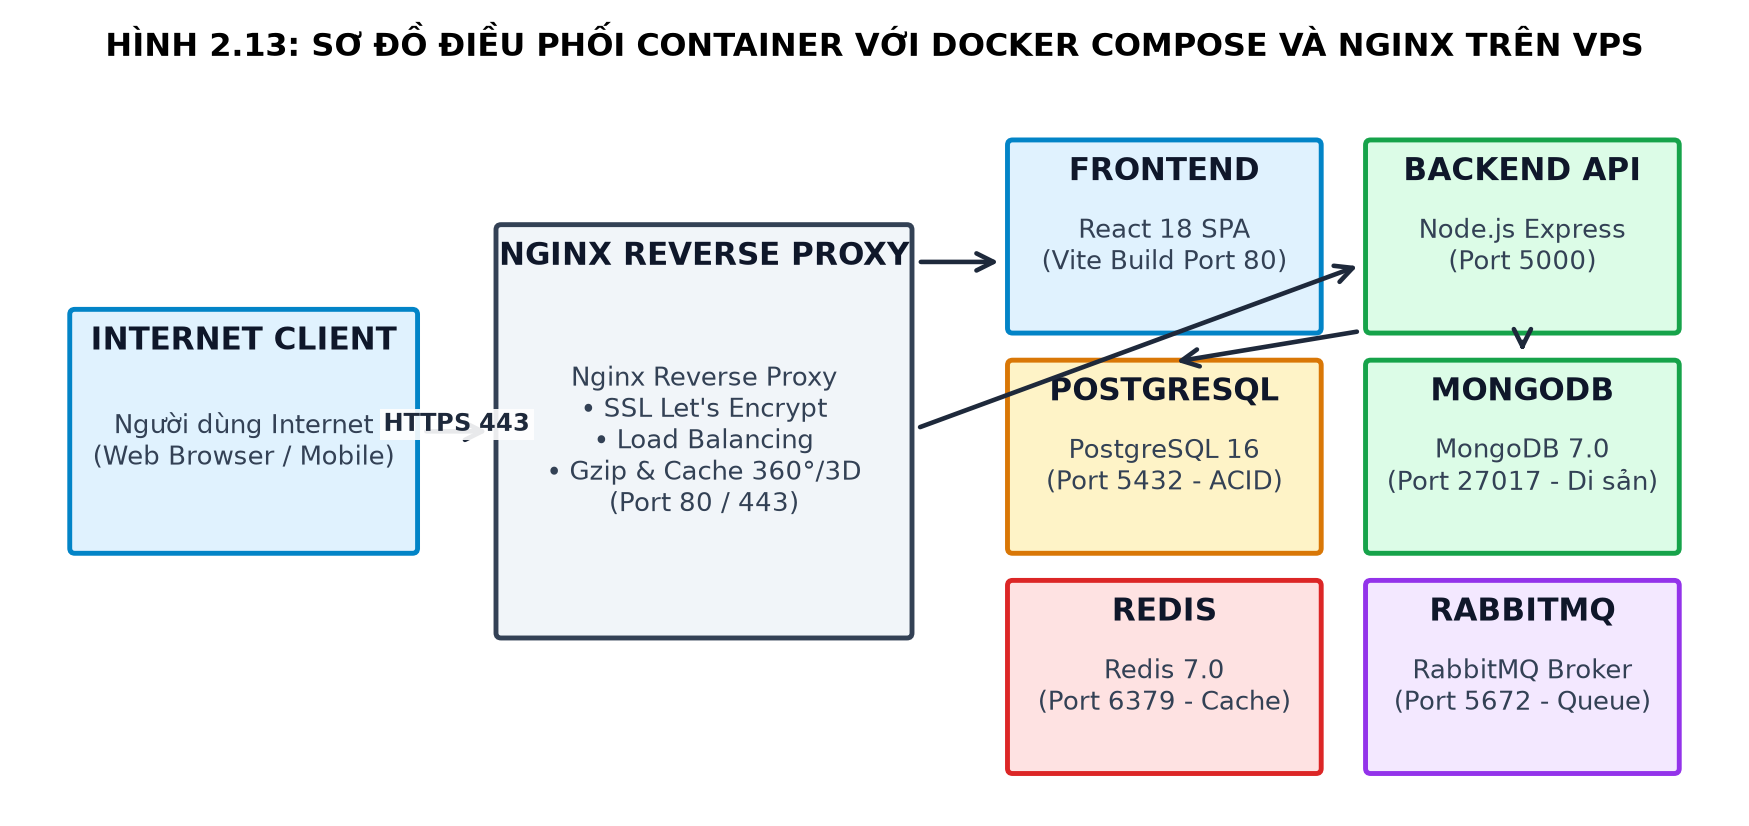 HÌNH 2.13: SƠ ĐỒ ĐIỀU PHỐI CONTAINER VỚI DOCKER COMPOSE VÀ NGINX TRÊN VPS
INTERNET CLIENT
Người dùng Internet
(Web Browser / Mobile)
HTTPS 443
NGINX REVERSE PROXY
Nginx Reverse Proxy
• SSL Let's Encrypt
• Load Balancing
• Gzip & Cache 360°/3D
(Port 80 / 443)
FRONTEND
React 18 SPA
(Vite Build Port 80)
BACKEND API
Node.js Express
(Port 5000)
POSTGRESQL
PostgreSQL 16
(Port 5432 - ACID)
MONGODB
MongoDB 7.0
(Port 27017 - Di sản)
REDIS
Redis 7.0
(Port 6379 - Cache)
RABBITMQ
RabbitMQ Broker
(Port 5672 - Queue)